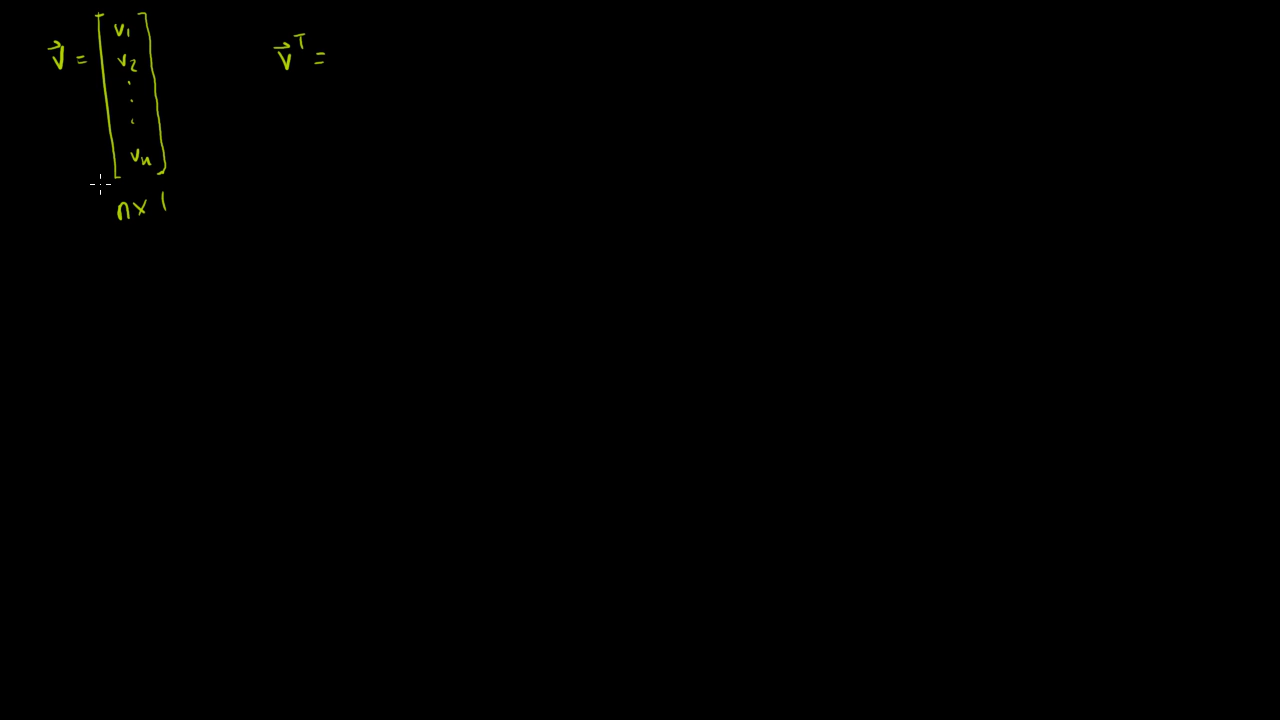 v⃗ = [v₁ v₂ . . . vₙ]
n × 1
v⃗ᵀ =